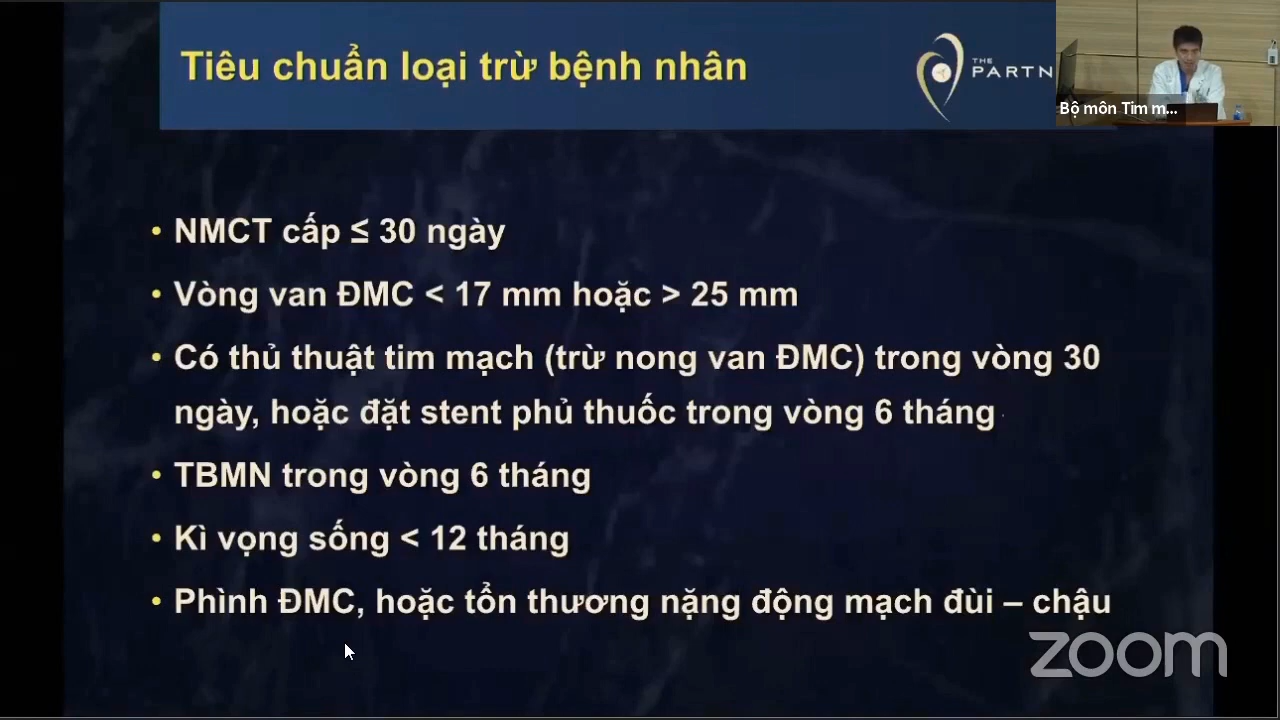 Tiêu chuẩn loại trừ bệnh nhân
THE
PARTN
Bộ môn Tim m...
• NMCT cấp ≤ 30 ngày
• Vòng van ĐMC < 17 mm hoặc > 25 mm
• Có thủ thuật tim mạch (trừ nong van ĐMC) trong vòng 30
ngày, hoặc đặt stent phủ thuốc trong vòng 6 tháng
• TBMN trong vòng 6 tháng
• Kì vọng sống < 12 tháng
• Phình ĐMC, hoặc tổn thương nặng động mạch đùi – chậu
zoom